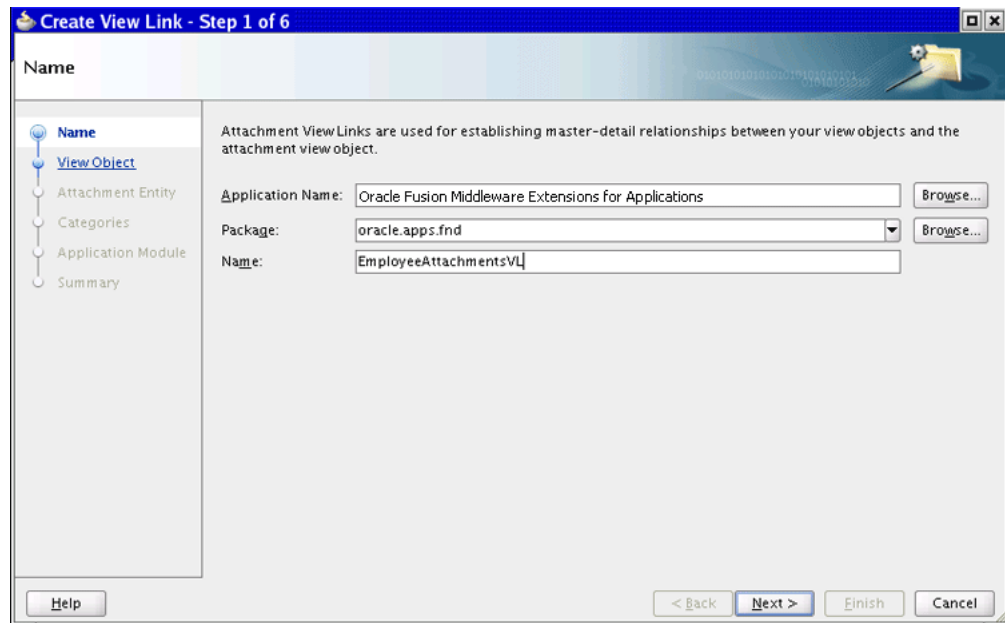 Create View Link - Step 1 of 6
Name
Name
View Object
Attachment Entity
Categories
Application Module
Summary
Attachment View Links are used for establishing master-detail relationships between your view objects and the
attachment view object.
Application Name: Oracle Fusion Middleware Extensions for Applications Browse...
Package: oracle.apps.fnd Browse...
Name: EmployeeAttachmentsVL
Help < Back Next > Finish Cancel